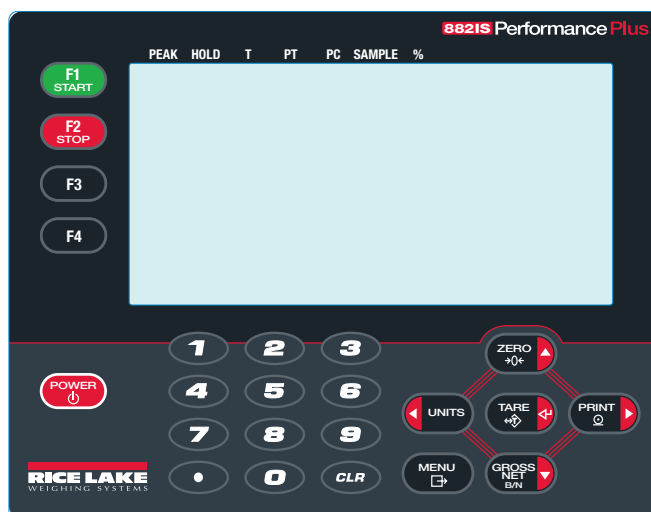 882IS Performance Plus
PEAK HOLD T PT PC SAMPLE %
F1
START
F2
STOP
F3
F4
1 2 3
ZERO
→0←
POWER
4 5 6
UNITS
TARE
PRINT
7 8 9
MENU
GROSS
NET
B/N
. 0 CLR
RICE LAKE
WEIGHING SYSTEMS